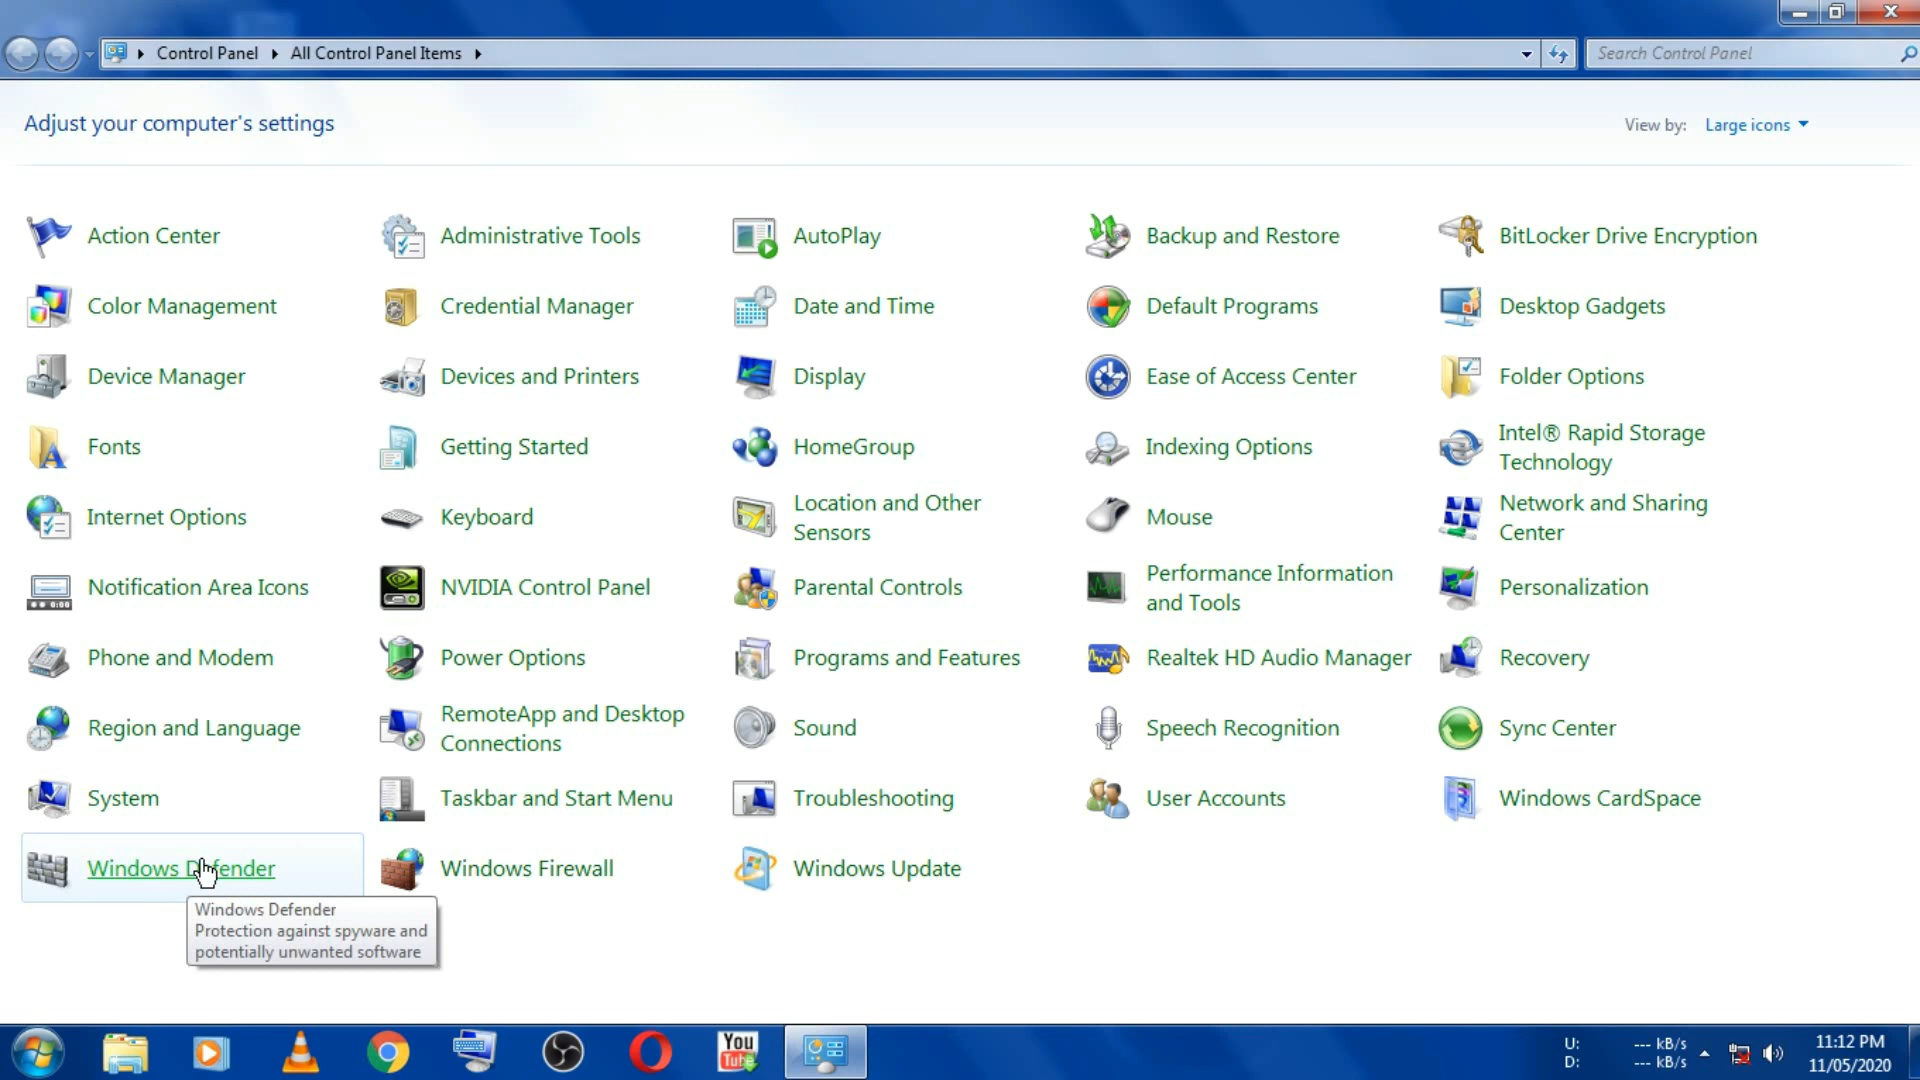 Control Panel
All Control Panel Items
Search Control Panel
Adjust your computer's settings
View by: Large icons
Action Center
Administrative Tools
AutoPlay
Backup and Restore
BitLocker Drive Encryption
Color Management
Credential Manager
Date and Time
Default Programs
Desktop Gadgets
Device Manager
Devices and Printers
Display
Ease of Access Center
Folder Options
Fonts
Getting Started
HomeGroup
Indexing Options
Intel® Rapid Storage
Technology
Internet Options
Keyboard
Location and Other
Sensors
Mouse
Network and Sharing
Center
Notification Area Icons
NVIDIA Control Panel
Parental Controls
Performance Information
and Tools
Personalization
Phone and Modem
Power Options
Programs and Features
Realtek HD Audio Manager
Recovery
Region and Language
RemoteApp and Desktop
Connections
Sound
Speech Recognition
Sync Center
System
Taskbar and Start Menu
Troubleshooting
User Accounts
Windows CardSpace
Windows Defender
Windows Firewall
Windows Update
Windows Defender
Protection against spyware and
potentially unwanted software
You
Tube
U: --- kB/s
D: --- kB/s
11:12 PM
11/05/2020